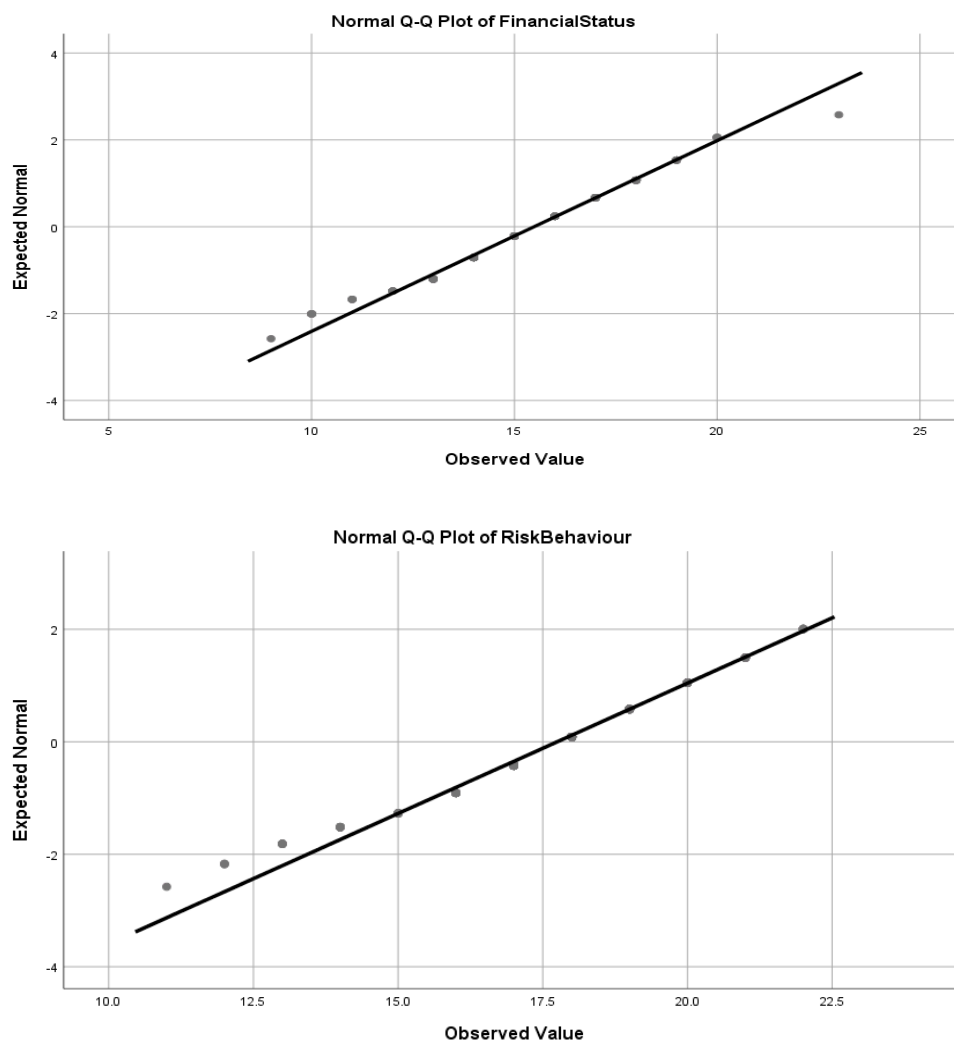 Normal Q-Q Plot of FinancialStatus
4
2
0
-2
-4
Expected Normal
5 10 15 20 25
Observed Value
Normal Q-Q Plot of RiskBehaviour
2
0
-2
-4
Expected Normal
10.0 12.5 15.0 17.5 20.0 22.5
Observed Value